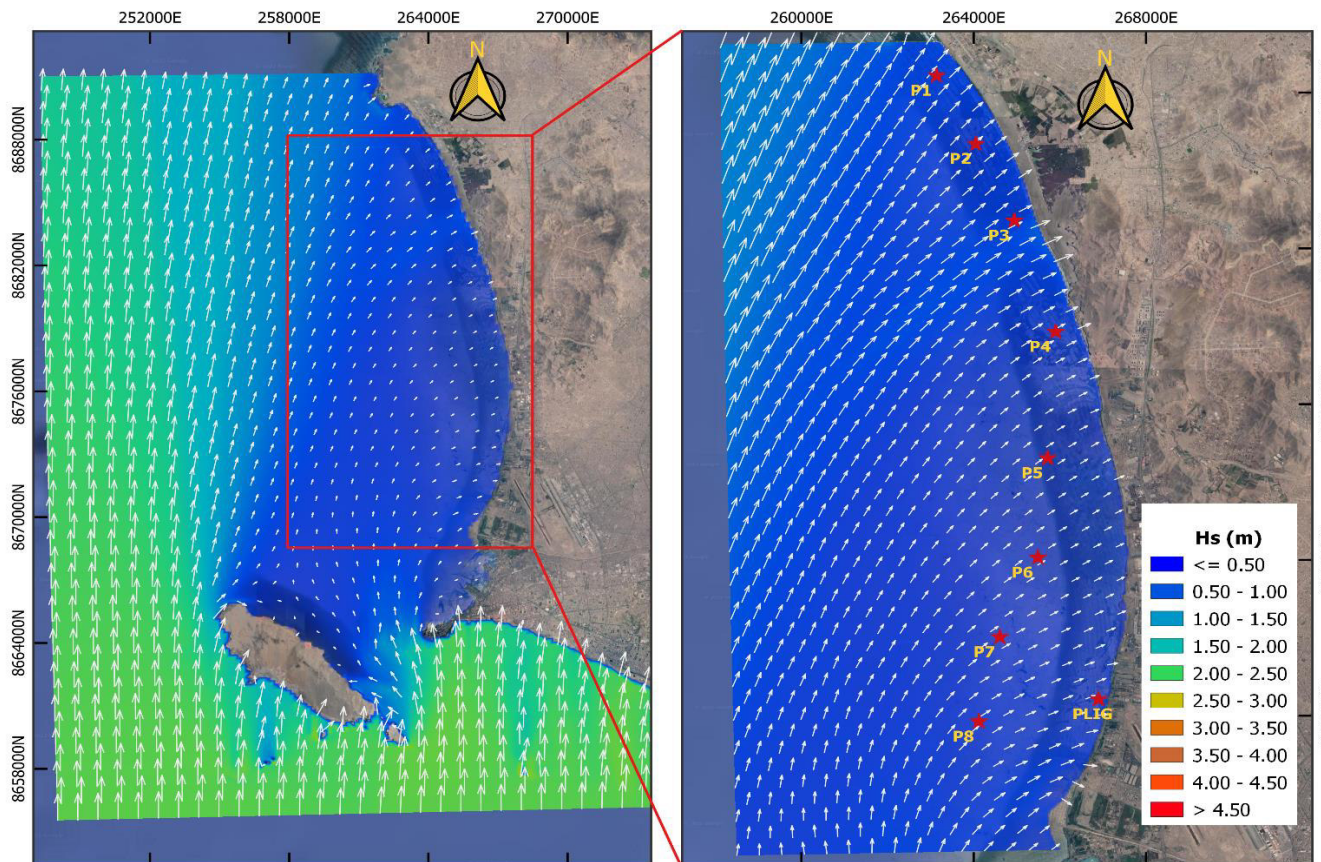 252000E 258000E 264000E 270000E
260000E 264000E 268000E
N
N
8688000N
8682000N
8676000N
8670000N
8664000N
8658000N
P1
P2
P3
P4
P5
P6
P7
PLIG
P8
Hs (m)
<= 0.50
0.50 - 1.00
1.00 - 1.50
1.50 - 2.00
2.00 - 2.50
2.50 - 3.00
3.00 - 3.50
3.50 - 4.00
4.00 - 4.50
> 4.50